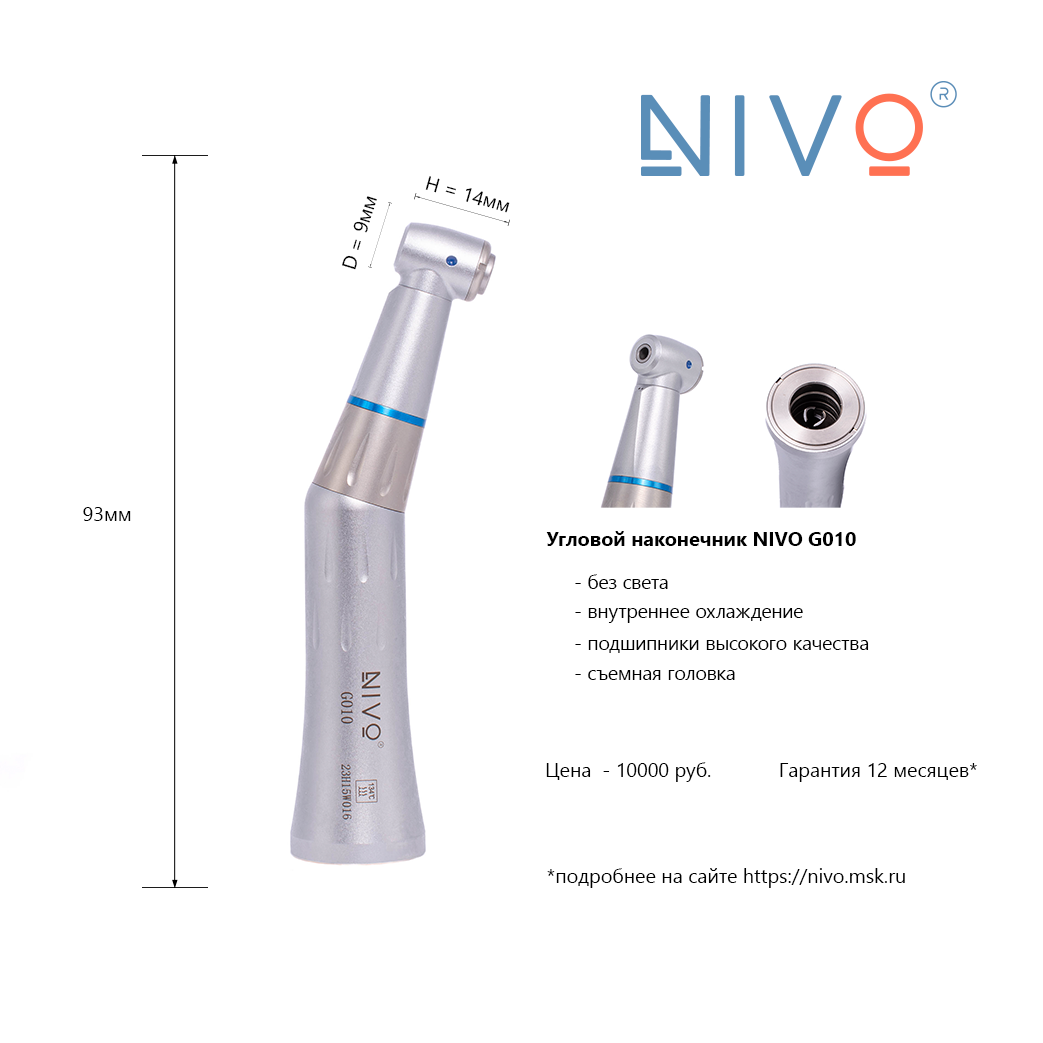 NIVO ®
H = 14мм
D = 9мм
93мм
NIVO ®
G010
134°C
23H15W016
Угловой наконечник NIVO G010
- без света
- внутреннее охлаждение
- подшипники высокого качества
- съемная головка
Цена - 10000 руб.
Гарантия 12 месяцев*
*подробнее на сайте https://nivo.msk.ru